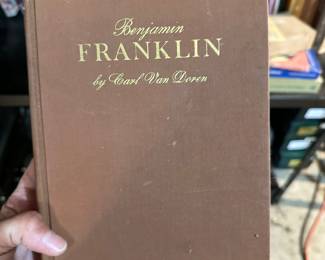 Benjamin
FRANKLIN
by Carl Van Doren